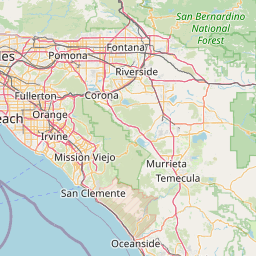 San Bernardino
National
Forest
Fontana
les
Pomona
Riverside
Fullerton
Corona
Orange
each
Irvine
Mission Viejo
Murrieta
Temecula
San Clemente
Oceanside